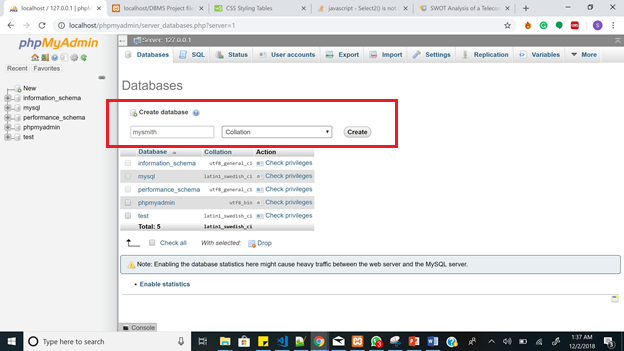 localhost / 127.0.0.1 | phpmyad
localhost/DBMS Project files/
CSS Styling Tables
javascript - Select2() is not a
SWOT Analysis of a Telecom
localhost/phpmyadmin/server_databases.php?server=1
phpMyAdmin
Recent Favorites
New
information_schema
mysql
performance_schema
phpmyadmin
test
Server: 127.0.0.1
Databases SQL Status User accounts Export Import Settings Replication Variables More
Databases
Create database
mysmith Collation Create
Database Collation Action
information_schema utf8_general_ci Check privileges
mysql latin1_swedish_ci Check privileges
performance_schema utf8_general_ci Check privileges
phpmyadmin utf8_bin Check privileges
test latin1_swedish_ci Check privileges
Total: 5 latin1_swedish_ci
Check all With selected: Drop
Note: Enabling the database statistics here might cause heavy traffic between the web server and the MySQL server.
Enable statistics
Console
Type here to search
1:37 AM
12/2/2018